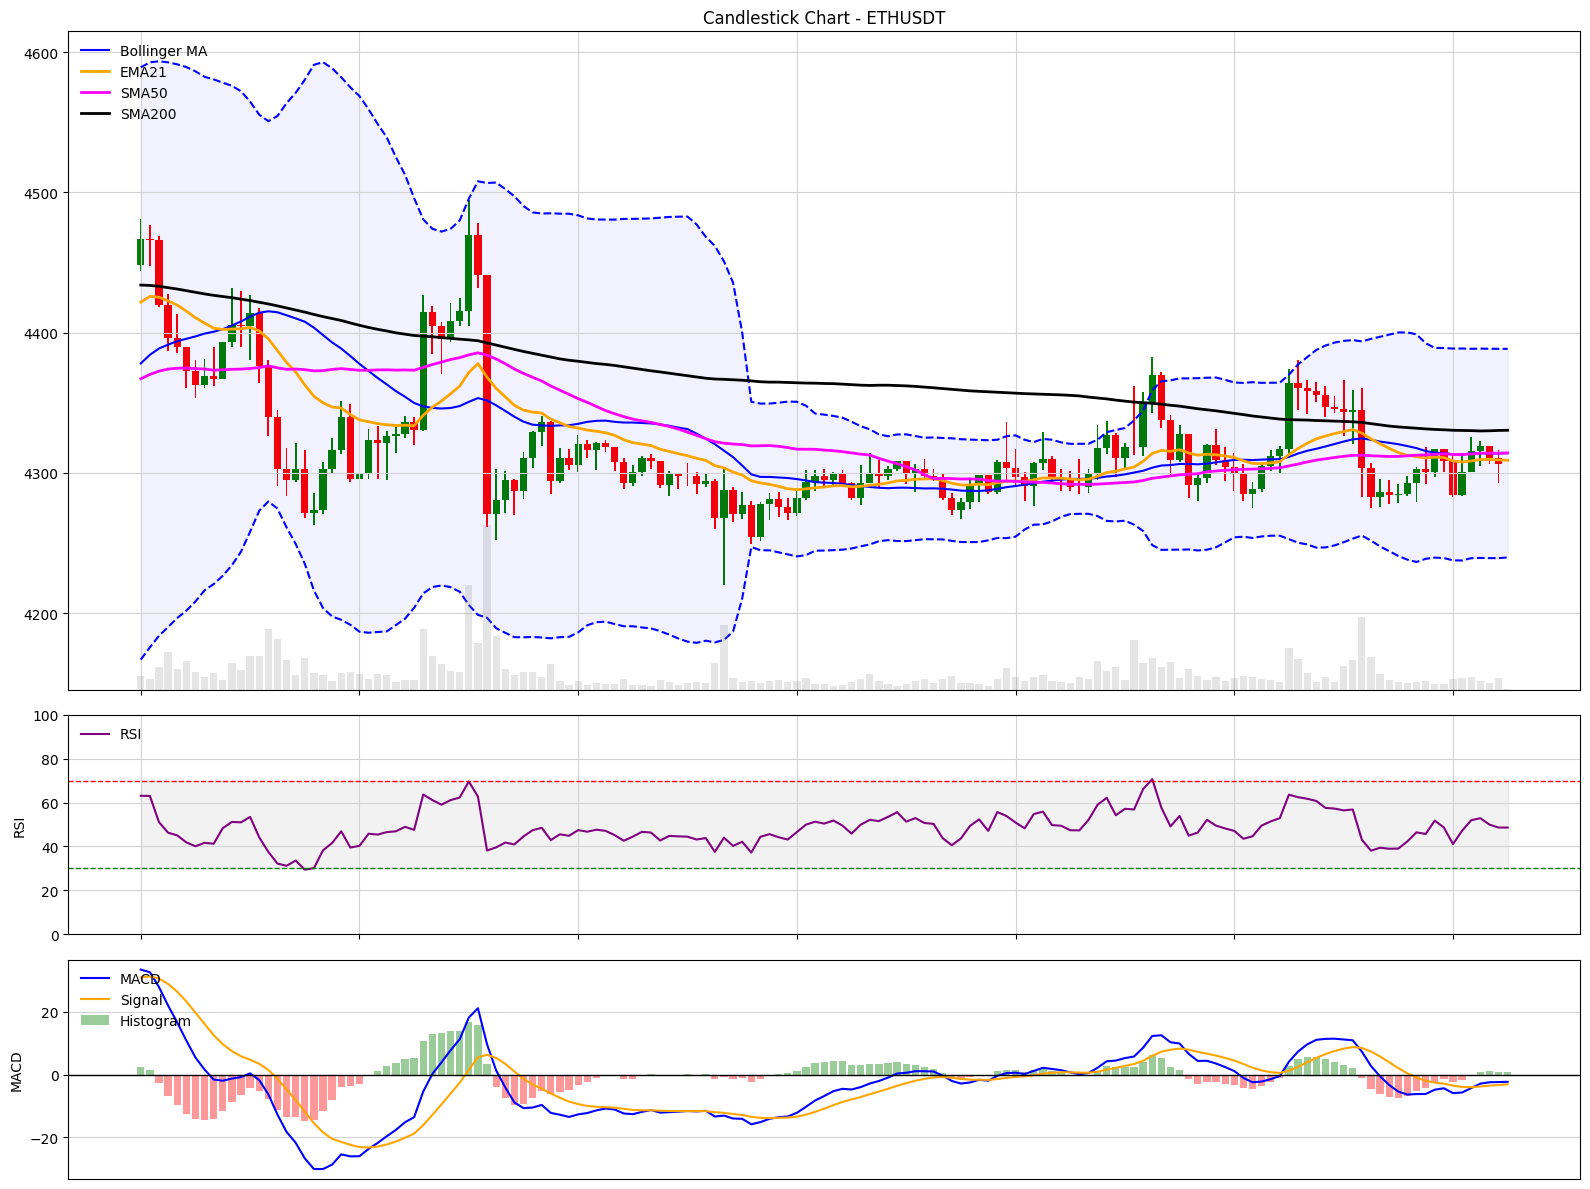 Candlestick Chart - ETHUSDT
Bollinger MA
EMA21
SMA50
SMA200
4600
4500
4400
4300
4200
RSI
100
80
60
40
20
0
RSI
MACD
Signal
Histogram
20
0
−20
MACD